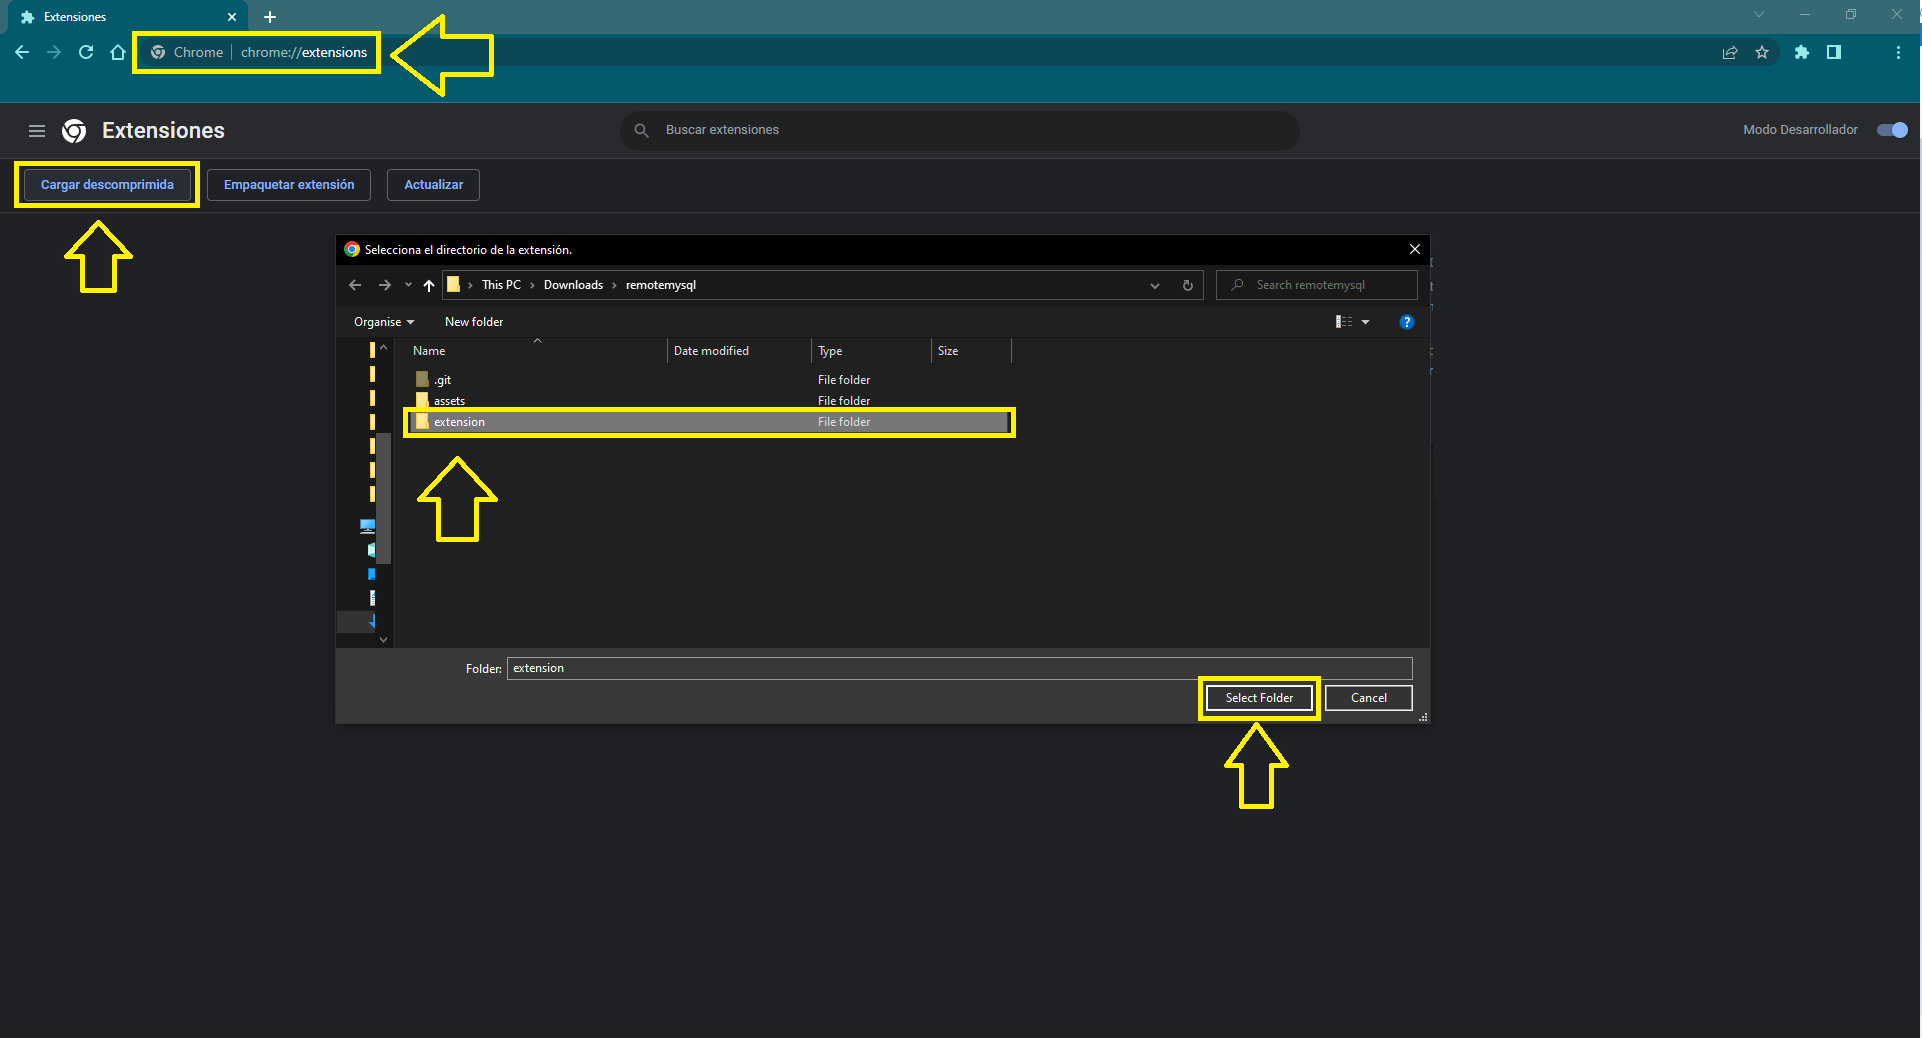 Extensiones
Chrome | chrome://extensions
Extensiones
Buscar extensiones
Modo Desarrollador
Cargar descomprimida
Empaquetar extensión
Actualizar
Selecciona el directorio de la extensión.
This PC › Downloads › remotemysql
Search remotemysql
Organise
New folder
?
Name
Date modified
Type
Size
.git
File folder
assets
File folder
extension
File folder
Folder: extension
Select Folder
Cancel